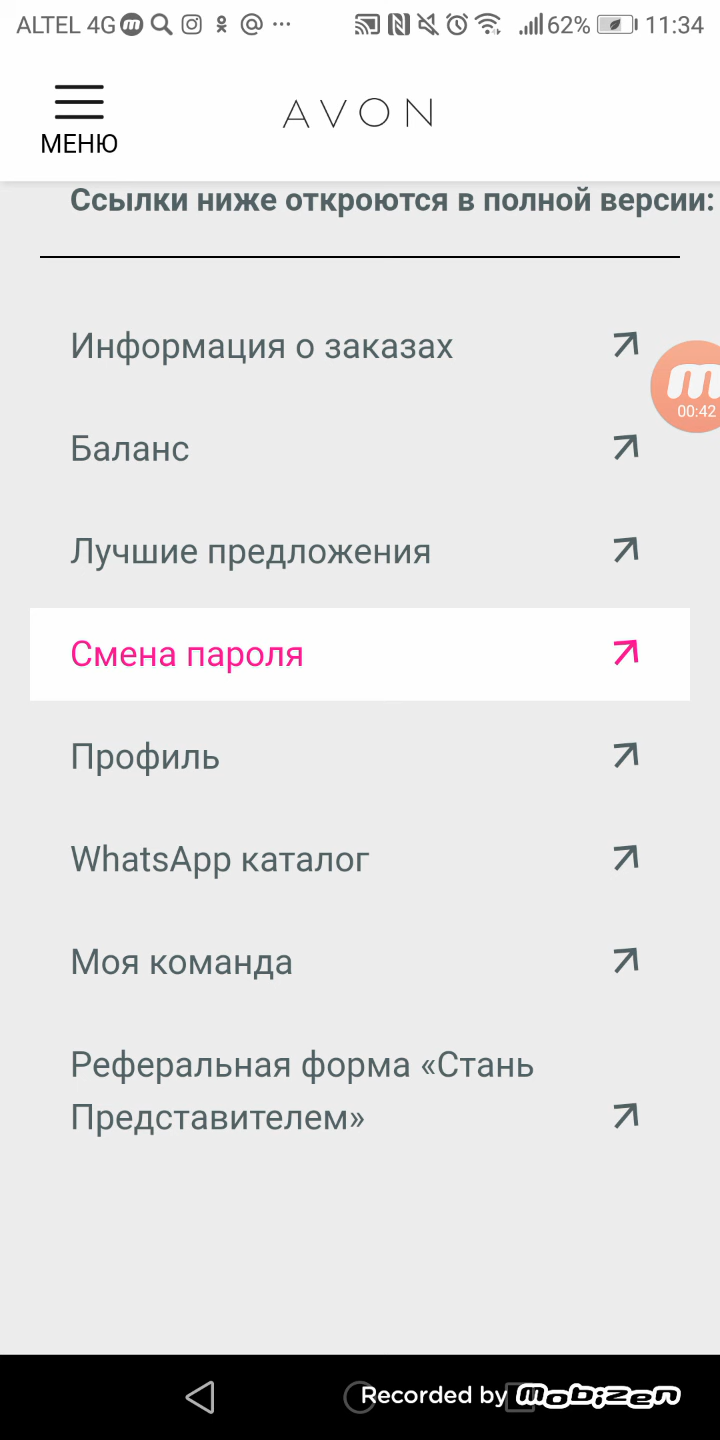 ALTEL 4G 62% 11:34
МЕНЮ
AVON
Ссылки ниже откроются в полной версии:
Информация о заказах
00:42
Баланс
Лучшие предложения
Смена пароля
Профиль
WhatsApp каталог
Моя команда
Реферальная форма «Стань
Представителем»
Recorded by Mobizen